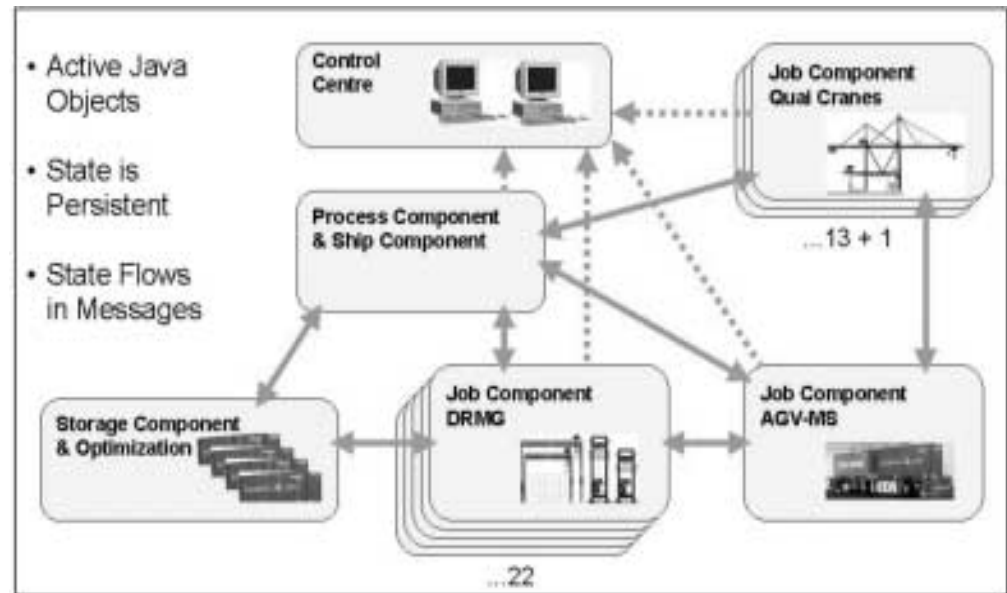 • Active Java
Objects
• State is
Persistent
• State Flows
in Messages
Control
Centre
Job Component
Quai Cranes
...13 + 1
Process Component
& Ship Component
Storage Component
& Optimization
Job Component
DRMG
...22
Job Component
AGV-MS